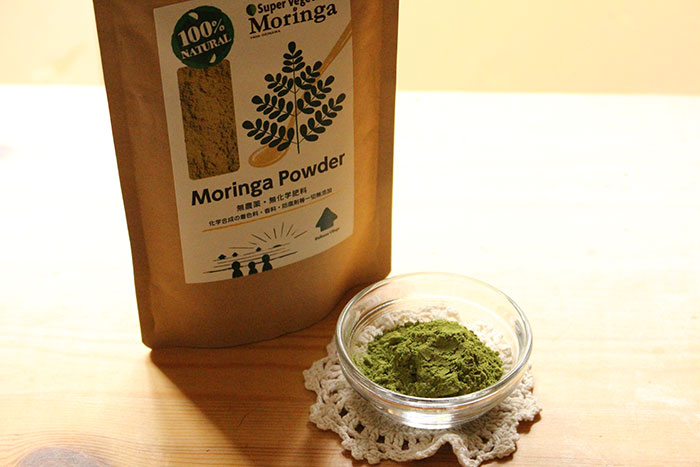 Super Vege
Moringa
100%
NATURAL
Moringa Powder
無農薬・無化学肥料
化学合成の着色料・香料・防腐剤等一切無添加